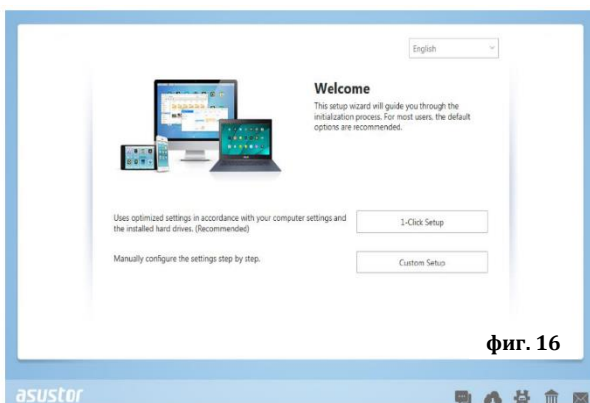 English
Welcome
This setup wizard will guide you through the
initialization process. For most users, the default
options are recommended.
Uses optimized settings in accordance with your computer settings and
the installed hard drives. (Recommended)
1-Click Setup
Manually configure the settings step by step.
Custom Setup
фиг. 16
asustor